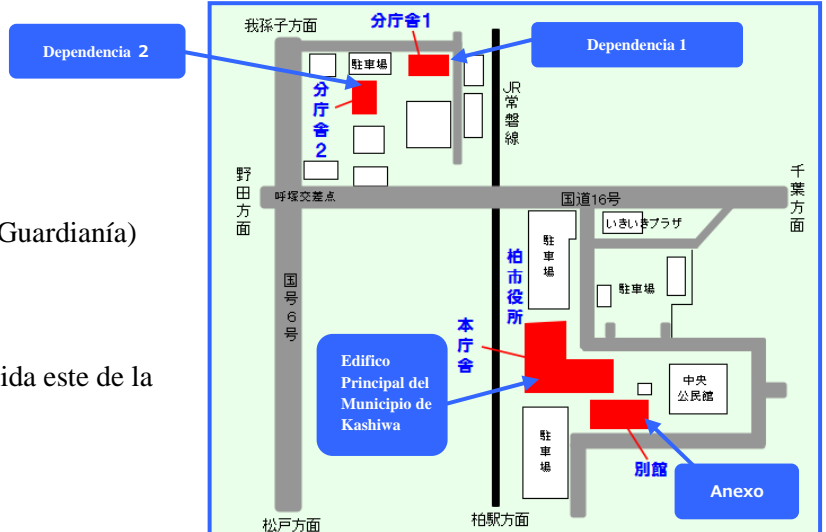 我孫子方面
分庁舎1
Dependencia 2
Dependencia 1
駐車場
分庁舎2
JR常磐線
野田方面
呼塚交差点
国道16号
千葉方面
Guardianía)
いきいきプラザ
駐車場
柏市役所
国号6号
駐車場
本庁舎
ida este de la
Edifico
Principal del
Municipio de
Kashiwa
中央
公民館
駐車場
別館
Anexo
松戸方面
柏駅方面